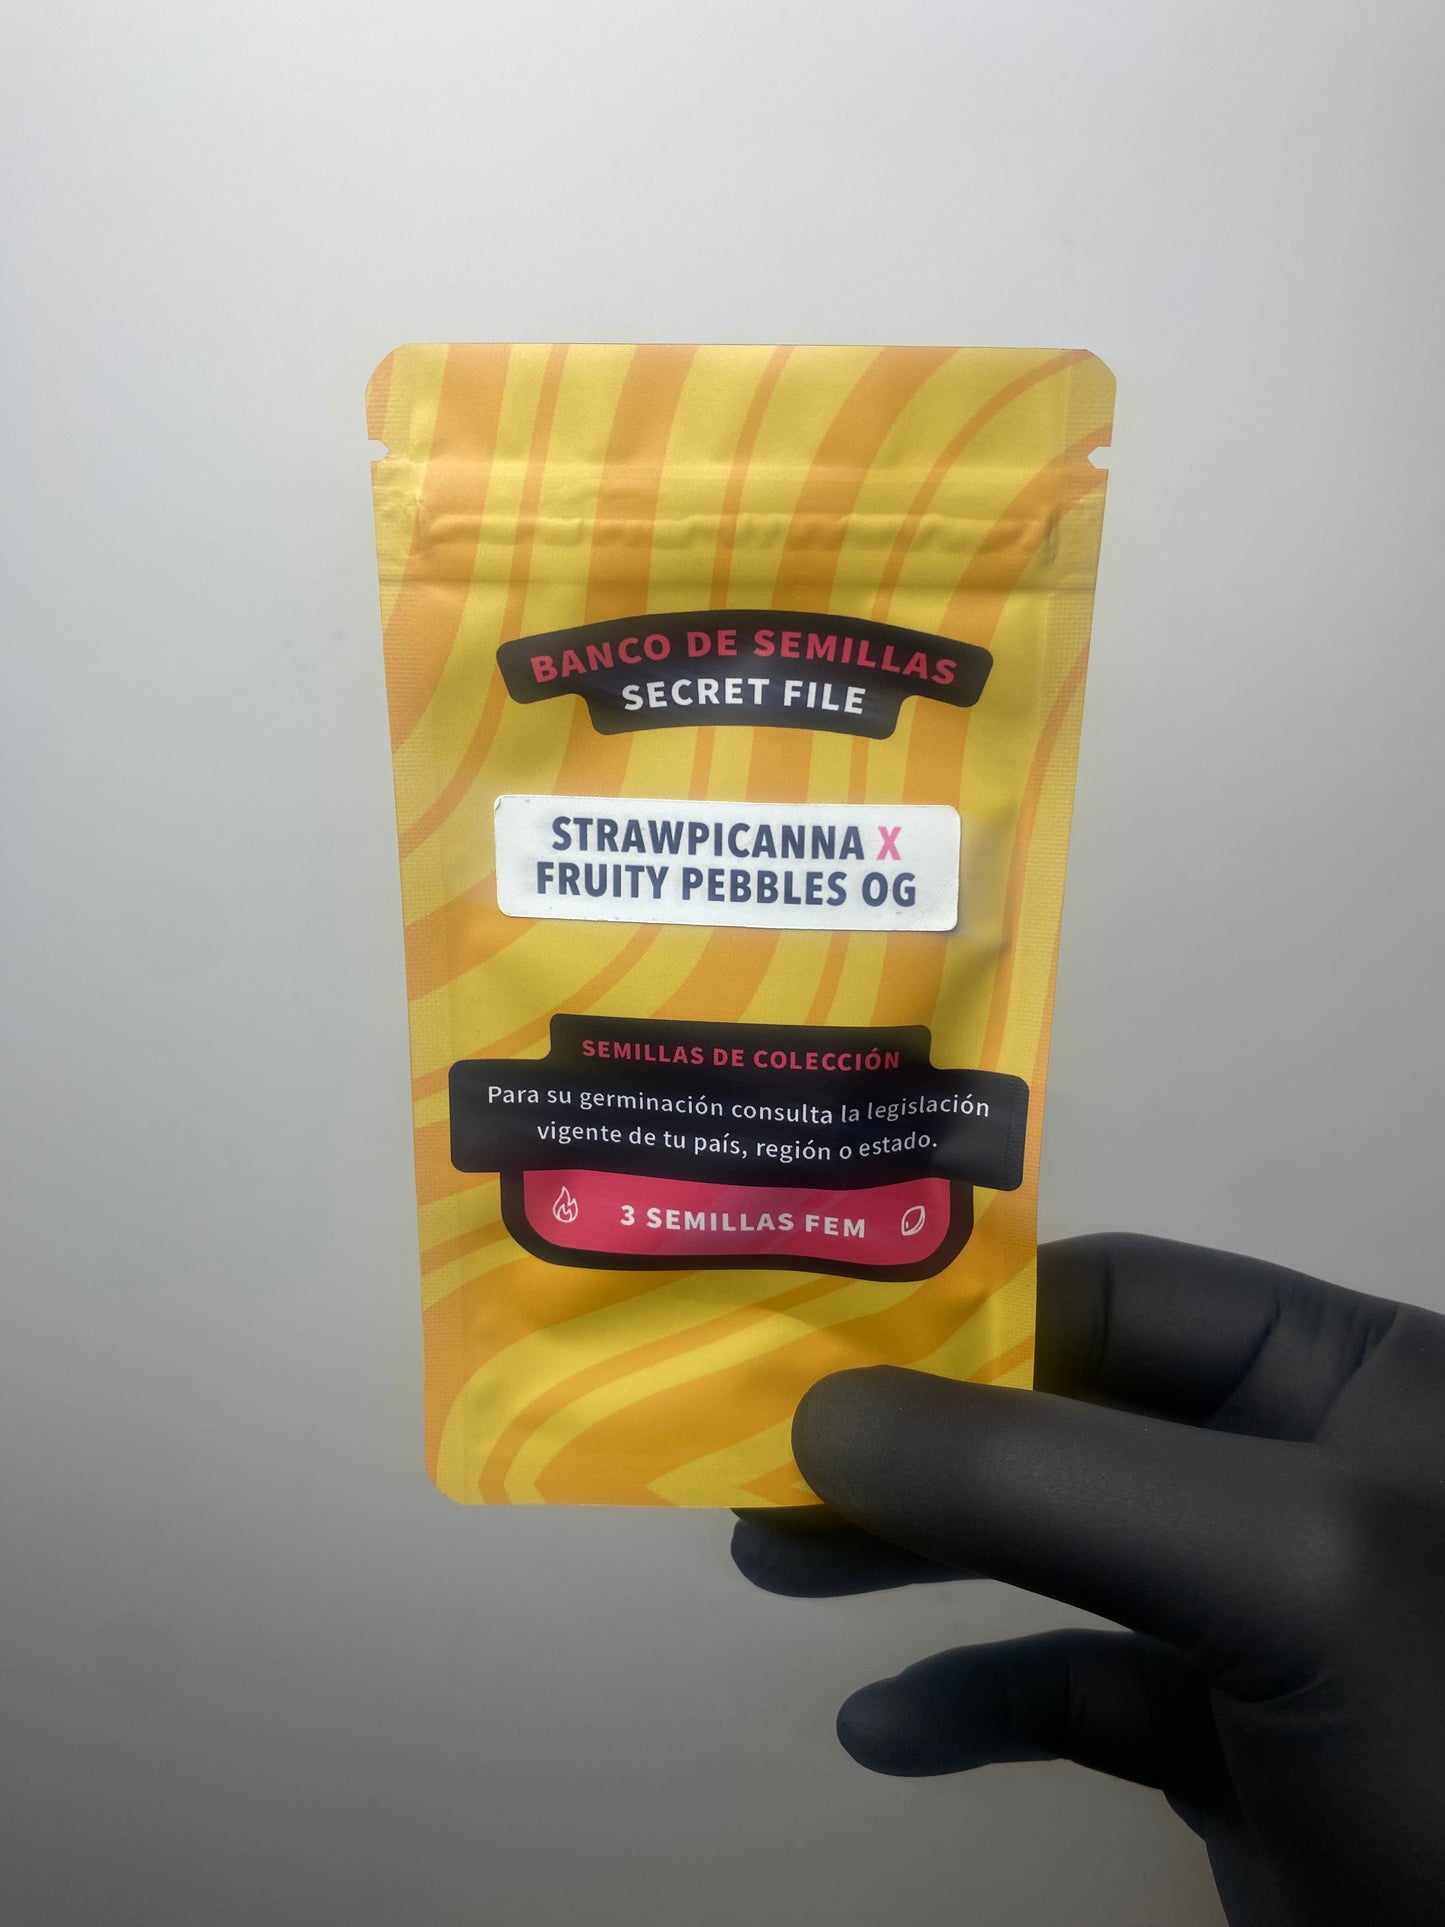 BANCO DE SEMILLAS
SECRET FILE
STRAWPICANNA X
FRUITY PEBBLES OG
SEMILLAS DE COLECCIÓN
Para su germinación consulta la legislación
vigente de tu país, región o estado.
3 SEMILLAS FEM